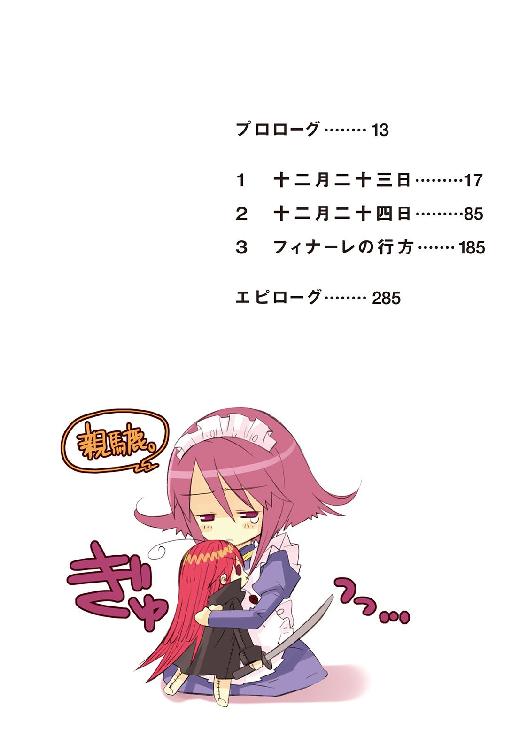 プロローグ········ 13
1 十二月二十三日·········17
2 十二月二十四日·········85
3 フィナーレの行方·······185
エピローグ········ 285
親馬鹿。
ぎゅ
っっ…